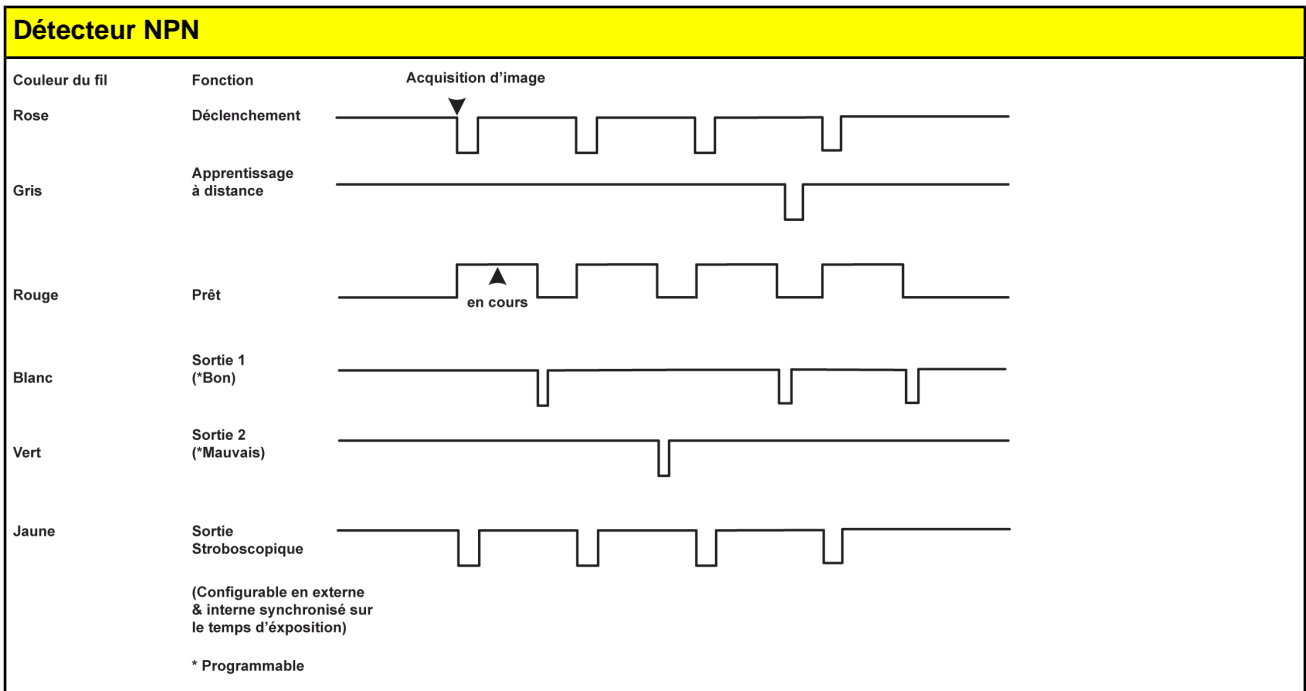 Détecteur NPN
Couleur du fil
Fonction
Acquisition d'image
Rose
Déclenchement
Gris
Apprentissage
à distance
Rouge
Prêt
en cours
Blanc
Sortie 1
(*Bon)
Vert
Sortie 2
(*Mauvais)
Jaune
Sortie
Stroboscopique
(Configurable en externe
& interne synchronisé sur
le temps d'éxposition)
* Programmable